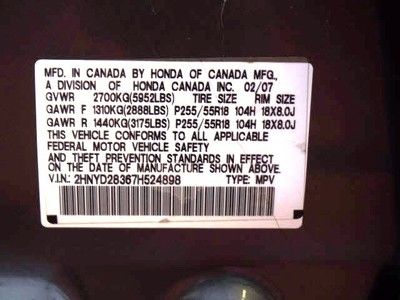 MFD. IN CANADA BY HONDA OF CANADA MFG.,
A DIVISION OF HONDA CANADA INC. 02/07
GVWR 2700KG(5952LBS) TIRE SIZE RIM SIZE
GAWR F 1310KG(2888LBS) P255/55R18 104H 18X8.0J
GAWR R 1440KG(3175LBS) P255/55R18 104H 18X8.0J
THIS VEHICLE CONFORMS TO ALL APPLICABLE
FEDERAL MOTOR VEHICLE SAFETY
AND THEFT PREVENTION STANDARDS IN EFFECT
ON THE DATE OF MANUFACTURE SHOWN ABOVE.
V.I.N.: 2HNYD28367H524898 TYPE: MPV